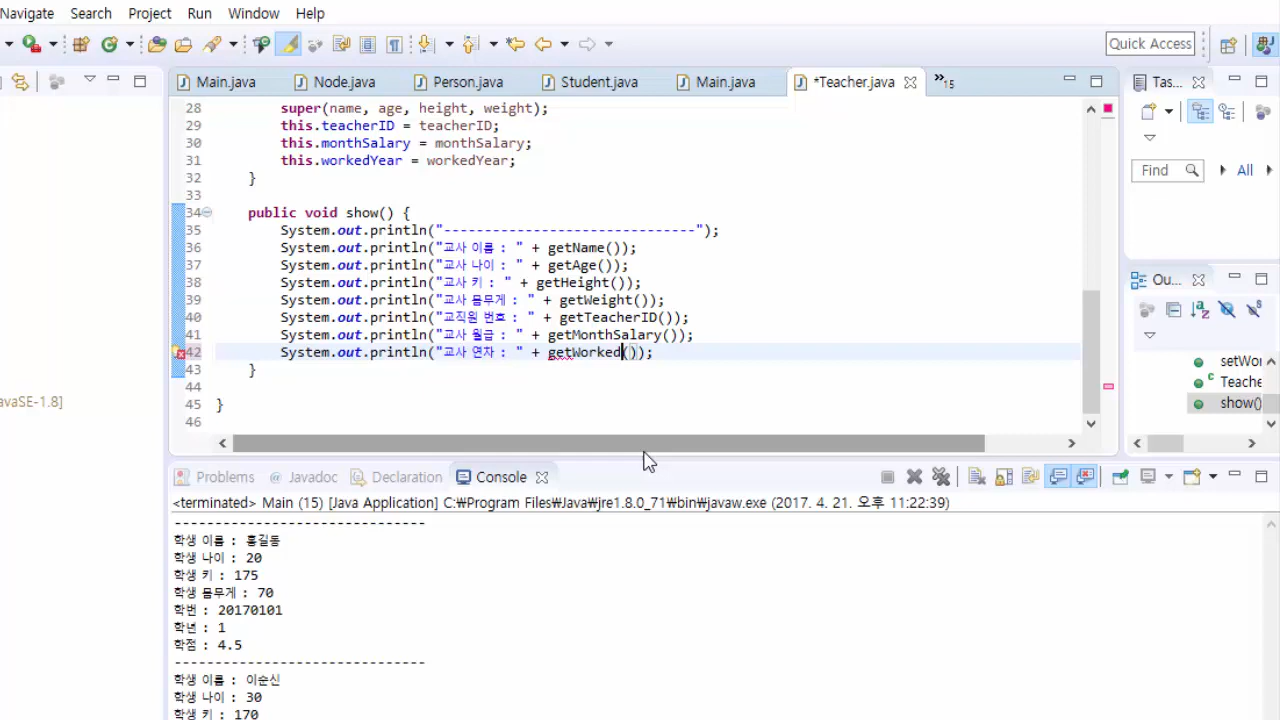 Navigate Search Project Run Window Help
Quick Access
Main.java Node.java Person.java Student.java Main.java *Teacher.java »15 Tas...
28 super(name, age, height, weight);
29 this.teacherID = teacherID;
30 this.monthSalary = monthSalary;
31 this.workedYear = workedYear;
32 }
33
34 public void show() {
35 System.out.println("-------------------------------");
36 System.out.println("교사 이름 : " + getName());
37 System.out.println("교사 나이 : " + getAge());
38 System.out.println("교사 키 : " + getHeight());
39 System.out.println("교사 몸무게 : " + getWeight());
40 System.out.println("교직원 번호 : " + getTeacherID());
41 System.out.println("교사 월급 : " + getMonthSalary());
42 System.out.println("교사 연차 : " + getWorked());
43 }
44
45 }
46
avaSE-1.8]
Find All
Ou...
setWor
Teache
show()
Problems Javadoc Declaration Console
<terminated> Main (15) [Java Application] C:₩Program Files₩Java₩jre1.8.0_71₩bin₩javaw.exe (2017. 4. 21. 오후 11:22:39)
-------------------------------
학생 이름 : 홍길동
학생 나이 : 20
학생 키 : 175
학생 몸무게 : 70
학번 : 20170101
학년 : 1
학점 : 4.5
-------------------------------
학생 이름 : 이순신
학생 나이 : 30
학생 키 : 170